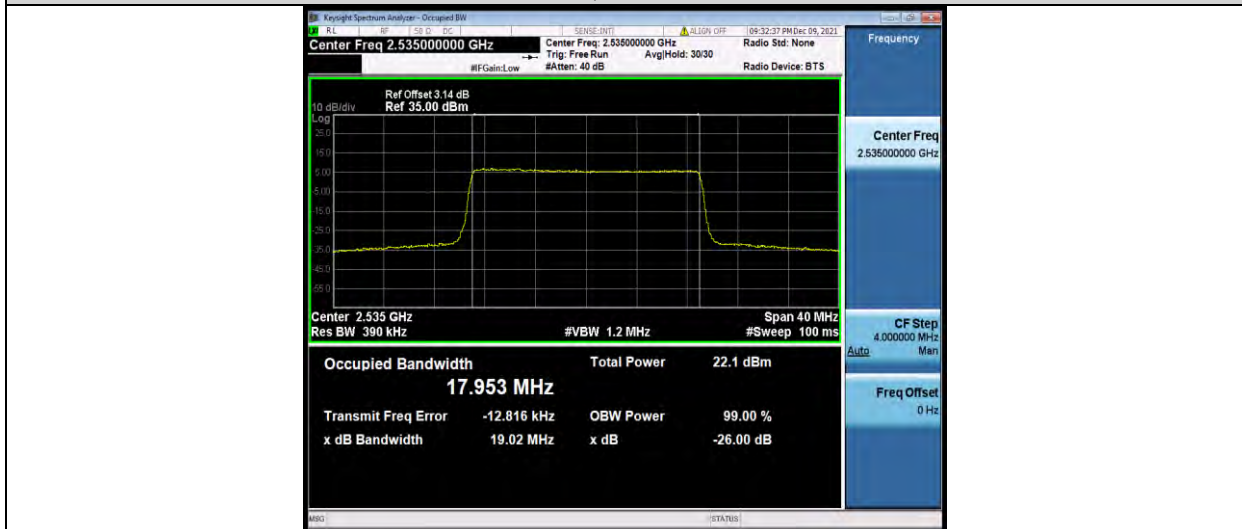 Keysight Spectrum Analyzer - Occupied BW
RL RF 50 Ω DC SENSE:INT ALIGN OFF 09:32:37 PM Dec 09, 2021
Center Freq 2.535000000 GHz
Center Freq: 2.535000000 GHz
Radio Std: None
Trig: Free Run Avg|Hold: 30/30
#IFGain:Low #Atten: 40 dB Radio Device: BTS
Frequency
Ref Offset 3.14 dB
10 dB/div Ref 35.00 dBm
Log
25.0
15.0
5.00
-5.00
-15.0
-25.0
-35.0
-45.0
-55.0
Center 2.535 GHz Span 40 MHz
Res BW 390 kHz #VBW 1.2 MHz #Sweep 100 ms
Occupied Bandwidth Total Power 22.1 dBm
17.953 MHz
Transmit Freq Error -12.816 kHz OBW Power 99.00 %
x dB Bandwidth 19.02 MHz x dB -26.00 dB
Center Freq
2.535000000 GHz
CF Step
4.000000 MHz
Auto Man
Freq Offset
0 Hz
MSG STATUS